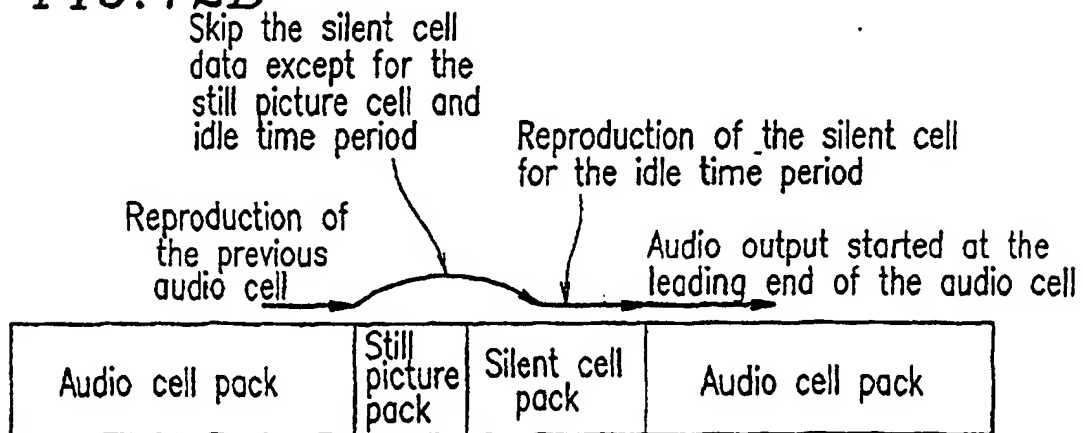 Skip the silent cell
data except for the
still picture cell and
idle time period
Reproduction of the silent cell
for the idle time period
Reproduction of
the previous
audio cell
Audio output started at the
leading end of the audio cell
Audio cell pack
Still
picture
pack
Silent cell
pack
Audio cell pack